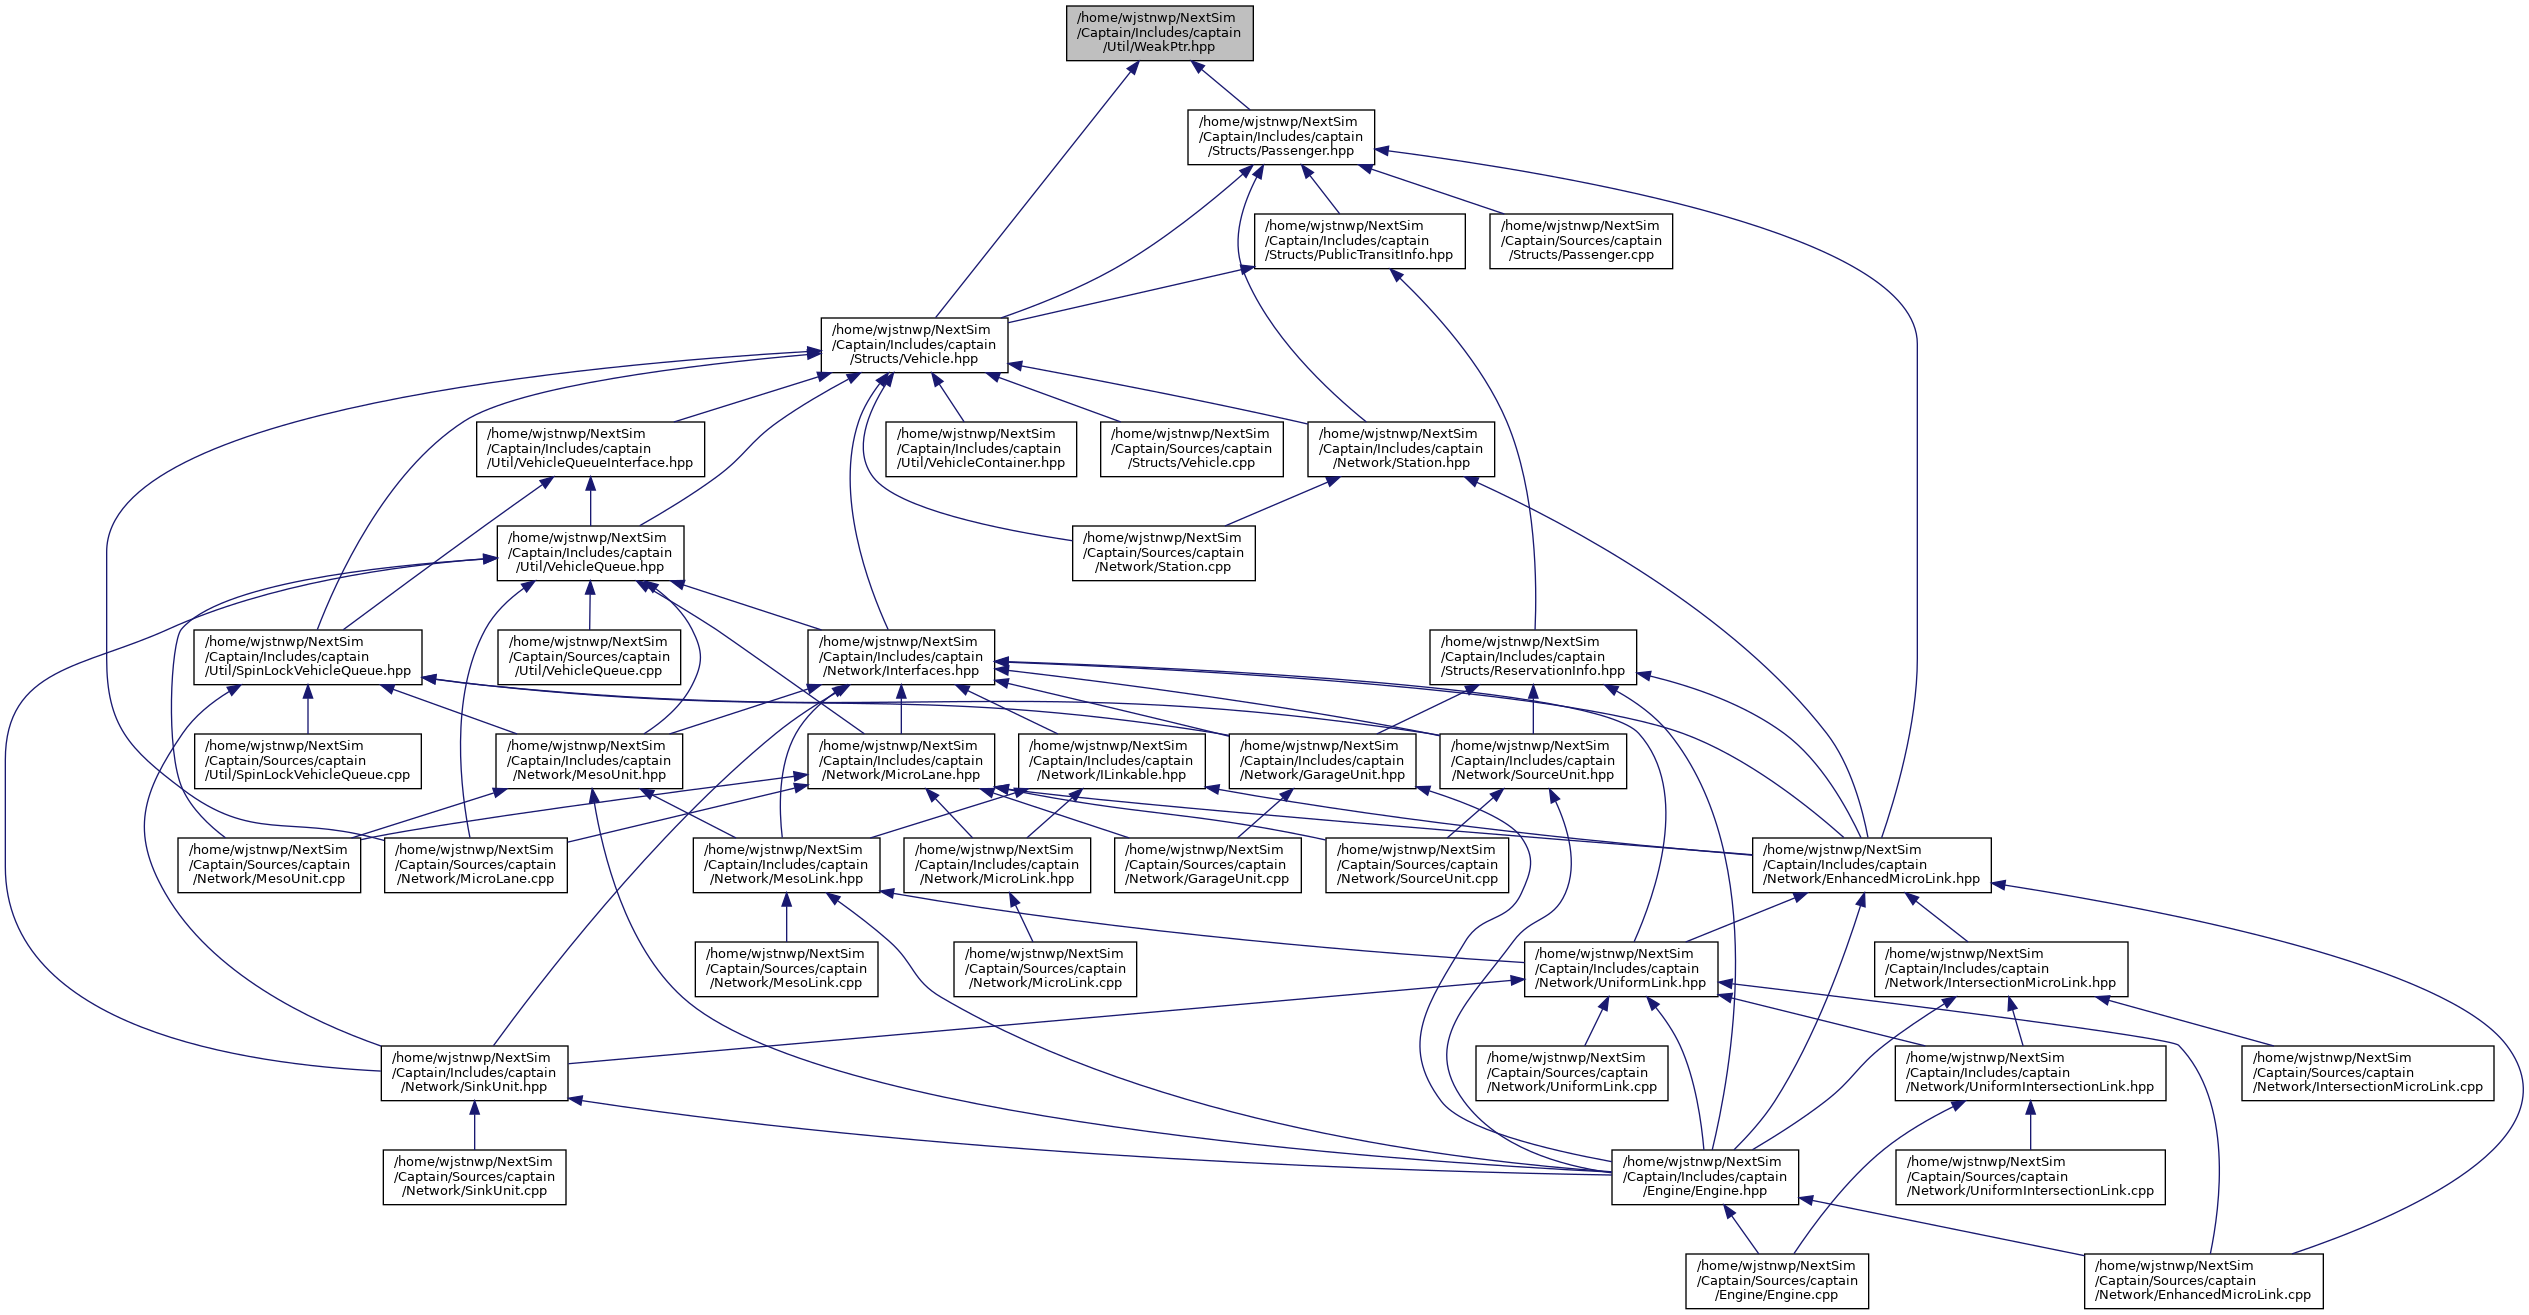 /home/wjstnwp/NextSim
/Captain/Includes/captain
/Util/WeakPtr.hpp
/home/wjstnwp/NextSim
/Captain/Includes/captain
/Structs/Passenger.hpp
/home/wjstnwp/NextSim
/Captain/Includes/captain
/Structs/PublicTransitInfo.hpp
/home/wjstnwp/NextSim
/Captain/Sources/captain
/Structs/Passenger.cpp
/home/wjstnwp/NextSim
/Captain/Includes/captain
/Structs/Vehicle.hpp
/home/wjstnwp/NextSim
/Captain/Includes/captain
/Util/VehicleQueueInterface.hpp
/home/wjstnwp/NextSim
/Captain/Includes/captain
/Util/VehicleContainer.hpp
/home/wjstnwp/NextSim
/Captain/Sources/captain
/Structs/Vehicle.cpp
/home/wjstnwp/NextSim
/Captain/Includes/captain
/Network/Station.hpp
/home/wjstnwp/NextSim
/Captain/Includes/captain
/Util/VehicleQueue.hpp
/home/wjstnwp/NextSim
/Captain/Sources/captain
/Network/Station.cpp
/home/wjstnwp/NextSim
/Captain/Includes/captain
/Util/SpinLockVehicleQueue.hpp
/home/wjstnwp/NextSim
/Captain/Sources/captain
/Util/VehicleQueue.cpp
/home/wjstnwp/NextSim
/Captain/Includes/captain
/Network/Interfaces.hpp
/home/wjstnwp/NextSim
/Captain/Includes/captain
/Structs/ReservationInfo.hpp
/home/wjstnwp/NextSim
/Captain/Sources/captain
/Util/SpinLockVehicleQueue.cpp
/home/wjstnwp/NextSim
/Captain/Includes/captain
/Network/MesoUnit.hpp
/home/wjstnwp/NextSim
/Captain/Includes/captain
/Network/MicroLane.hpp
/home/wjstnwp/NextSim
/Captain/Includes/captain
/Network/ILinkable.hpp
/home/wjstnwp/NextSim
/Captain/Includes/captain
/Network/GarageUnit.hpp
/home/wjstnwp/NextSim
/Captain/Includes/captain
/Network/SourceUnit.hpp
/home/wjstnwp/NextSim
/Captain/Sources/captain
/Network/MesoUnit.cpp
/home/wjstnwp/NextSim
/Captain/Sources/captain
/Network/MicroLane.cpp
/home/wjstnwp/NextSim
/Captain/Includes/captain
/Network/MesoLink.hpp
/home/wjstnwp/NextSim
/Captain/Includes/captain
/Network/MicroLink.hpp
/home/wjstnwp/NextSim
/Captain/Sources/captain
/Network/GarageUnit.cpp
/home/wjstnwp/NextSim
/Captain/Sources/captain
/Network/SourceUnit.cpp
/home/wjstnwp/NextSim
/Captain/Includes/captain
/Network/EnhancedMicroLink.hpp
/home/wjstnwp/NextSim
/Captain/Sources/captain
/Network/MesoLink.cpp
/home/wjstnwp/NextSim
/Captain/Sources/captain
/Network/MicroLink.cpp
/home/wjstnwp/NextSim
/Captain/Includes/captain
/Network/UniformLink.hpp
/home/wjstnwp/NextSim
/Captain/Includes/captain
/Network/IntersectionMicroLink.hpp
/home/wjstnwp/NextSim
/Captain/Includes/captain
/Network/SinkUnit.hpp
/home/wjstnwp/NextSim
/Captain/Sources/captain
/Network/UniformLink.cpp
/home/wjstnwp/NextSim
/Captain/Includes/captain
/Network/UniformIntersectionLink.hpp
/home/wjstnwp/NextSim
/Captain/Sources/captain
/Network/IntersectionMicroLink.cpp
/home/wjstnwp/NextSim
/Captain/Sources/captain
/Network/SinkUnit.cpp
/home/wjstnwp/NextSim
/Captain/Includes/captain
/Engine/Engine.hpp
/home/wjstnwp/NextSim
/Captain/Sources/captain
/Network/UniformIntersectionLink.cpp
/home/wjstnwp/NextSim
/Captain/Sources/captain
/Engine/Engine.cpp
/home/wjstnwp/NextSim
/Captain/Sources/captain
/Network/EnhancedMicroLink.cpp